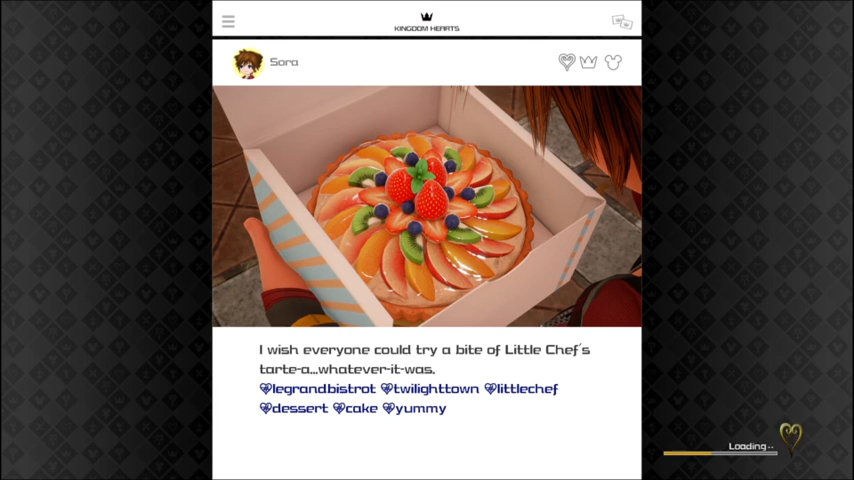 KINGDOM HEARTS
Sora
I wish everyone could try a bite of Little Chef's
tarte-a...whatever-it-was.
legrandbistrot twilighttown littlechef
dessert cake yummy
Loading..